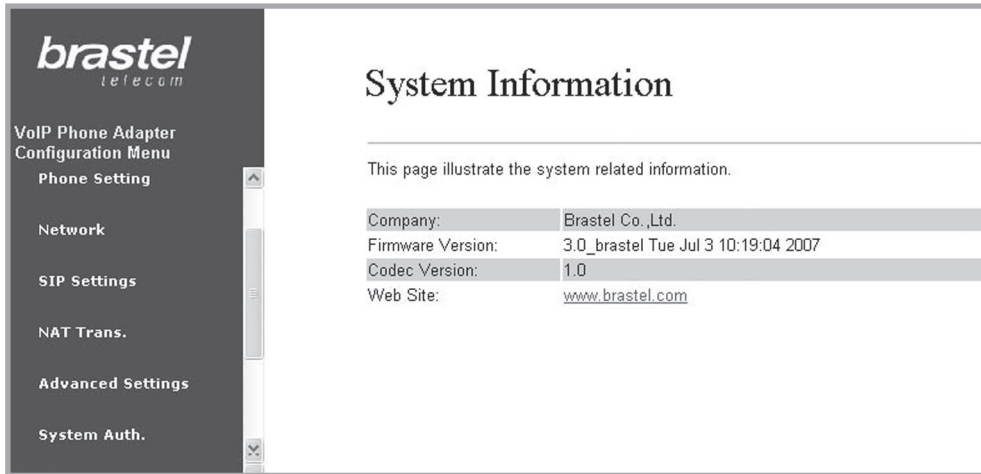 brastel
telecom
VoIP Phone Adapter
Configuration Menu
Phone Setting
Network
SIP Settings
NAT Trans.
Advanced Settings
System Auth.
System Information
This page illustrate the system related information.
Company: Brastel Co.,Ltd.
Firmware Version: 3.0_brastel Tue Jul 3 10:19:04 2007
Codec Version: 1.0
Web Site: www.brastel.com